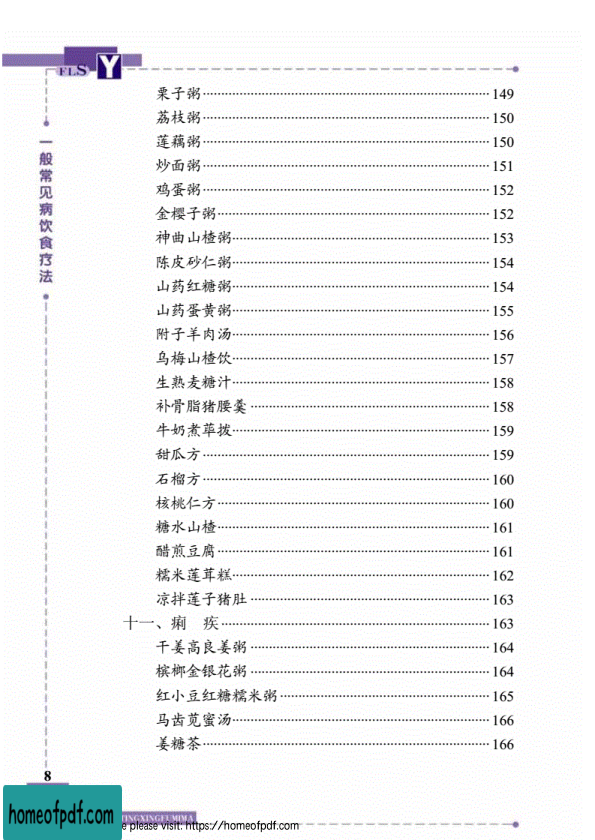 FLS Y
一般常见病饮食疗法
栗子粥……149
荔枝粥……150
莲藕粥……150
炒面粥……151
鸡蛋粥……152
金樱子粥……152
神曲山楂粥……153
陈皮砂仁粥……154
山药红糖粥……154
山药蛋黄粥……155
附子羊肉汤……156
乌梅山楂饮……157
生熟麦糖汁……158
补骨脂猪腰羹……158
牛奶煮荜拨……159
甜瓜方……159
石榴方……160
核桃仁方……160
糖水山楂……161
醋煎豆腐……161
糯米莲茸糕……162
凉拌莲子猪肚……163
十一、痢　疾……163
干姜高良姜粥……164
槟榔金银花粥……164
红小豆红糖糯米粥……165
马齿苋蜜汤……166
姜糖茶……166
8
homeofpdf.com
TINGXINGFUMIMA
e please visit: https://homeofpdf.com